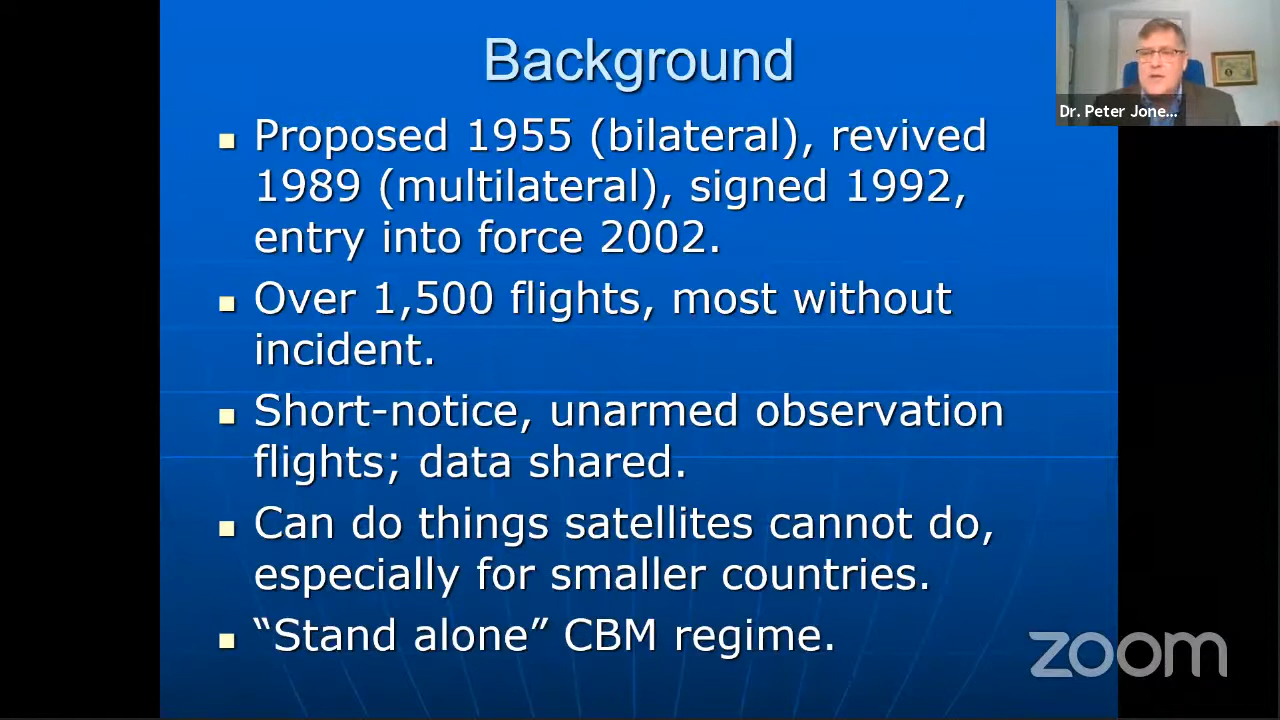 Background
Dr. Peter Jone...
Proposed 1955 (bilateral), revived
1989 (multilateral), signed 1992,
entry into force 2002.
Over 1,500 flights, most without
incident.
Short-notice, unarmed observation
flights; data shared.
Can do things satellites cannot do,
especially for smaller countries.
“Stand alone” CBM regime.
zoom